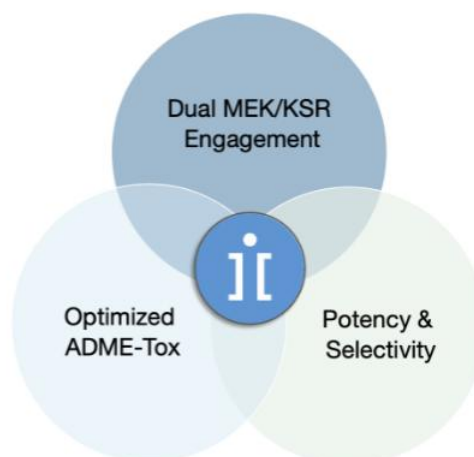 Dual MEK/KSR
Engagement
Optimized
ADME-Tox
Potency &
Selectivity